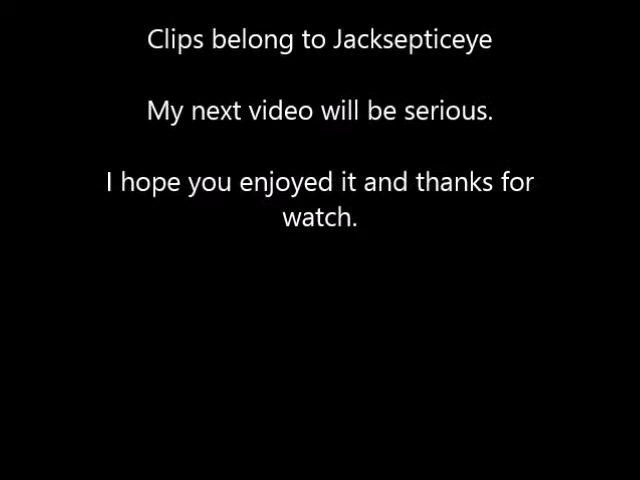 Clips belong to Jacksepticeye
My next video will be serious.
I hope you enjoyed it and thanks for
watch.